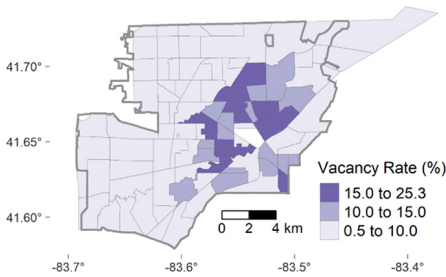 41.70°
41.65°
41.60°
Vacancy Rate (%)
15.0 to 25.3
10.0 to 15.0
0.5 to 10.0
0 2 4 km
-83.7° -83.6° -83.5° -83.4°